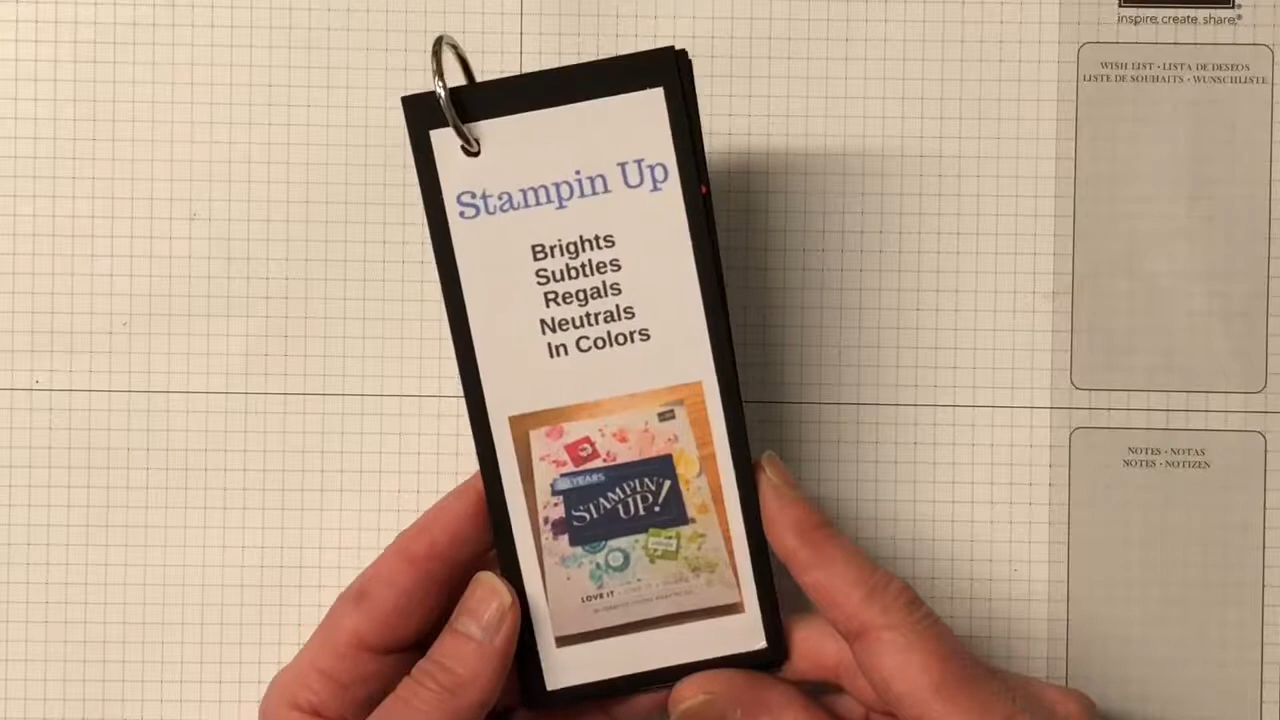 inspire. create. share.®
WISH LIST • LISTA DE DESEOS
LISTE DE SOUHAITS • WUNSCHLISTE
Stampin Up
Brights
Subtles
Regals
Neutrals
In Colors
YEARS
STAMPIN'
UP!
LOVE IT
NOTES • NOTAS
NOTES • NOTIZEN